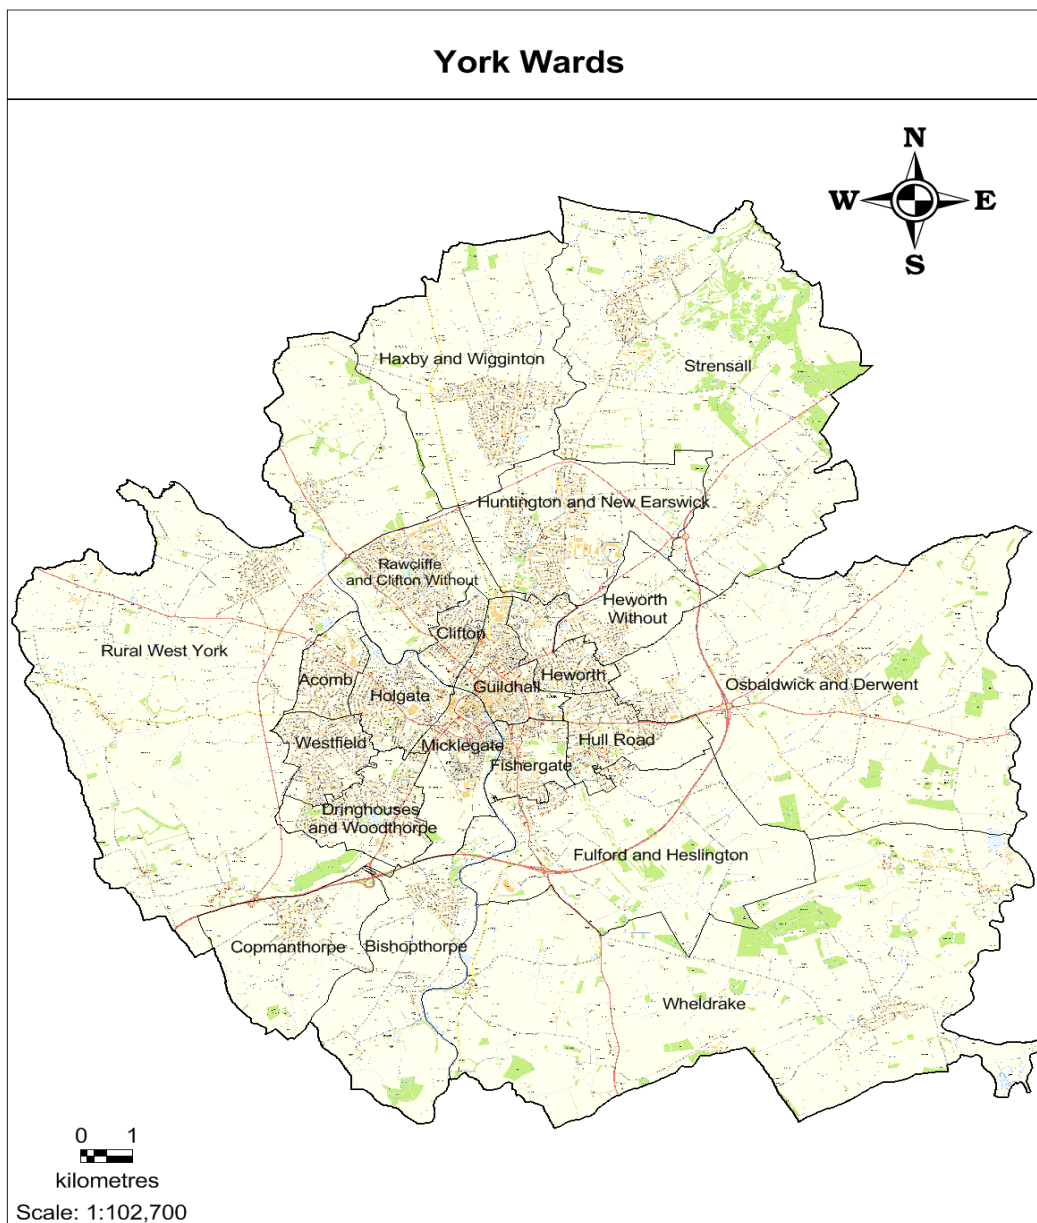 York Wards
N
W E
S
Haxby and Wigginton
Strensall
Huntington and New Earswick
Rawcliffe
and Clifton Without
Heworth
Without
Clifton
Rural West York
Acomb
Holgate
Guildhall
Heworth
Osbaldwick and Derwent
Westfield
Micklegate
Hull Road
Fishergate
Dringhouses
and Woodthorpe
Fulford and Heslington
Copmanthorpe
Bishopthorpe
Wheldrake
0 1
kilometres
Scale: 1:102,700